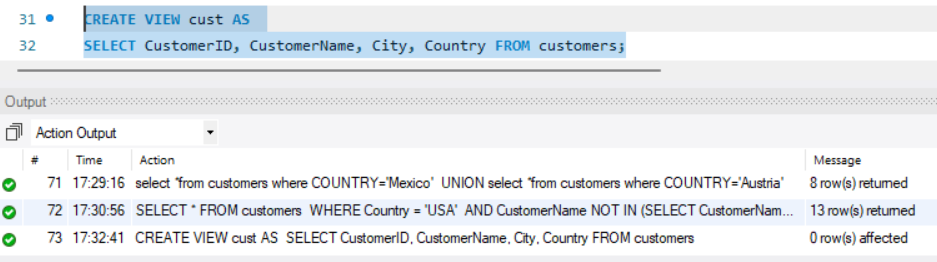 31 CREATE VIEW cust AS
32 SELECT CustomerID, CustomerName, City, Country FROM customers;
Output
Action Output
# Time Action Message
71 17:29:16 select *from customers where COUNTRY='Mexico' UNION select *from customers where COUNTRY='Austria' 8 row(s) returned
72 17:30:56 SELECT * FROM customers WHERE Country = 'USA' AND CustomerName NOT IN (SELECT CustomerNam... 13 row(s) returned
73 17:32:41 CREATE VIEW cust AS SELECT CustomerID, CustomerName, City, Country FROM customers 0 row(s) affected